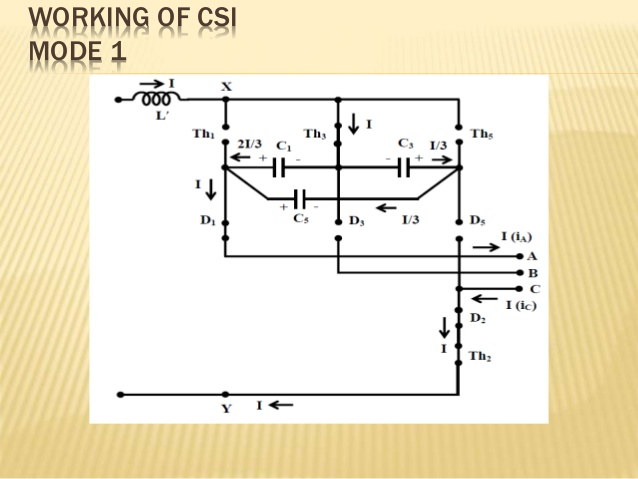 WORKING OF CSI
MODE 1
I
X
L'
Th₁
2I/3
C₁
Th₃
I
C₃
I/3
Th₅
+
-
-
+
I
+
C₅
-
D₁
D₃
I/3
D₅
I (iA)
A
B
C
I (iC)
D₂
I
Th₂
Y
I